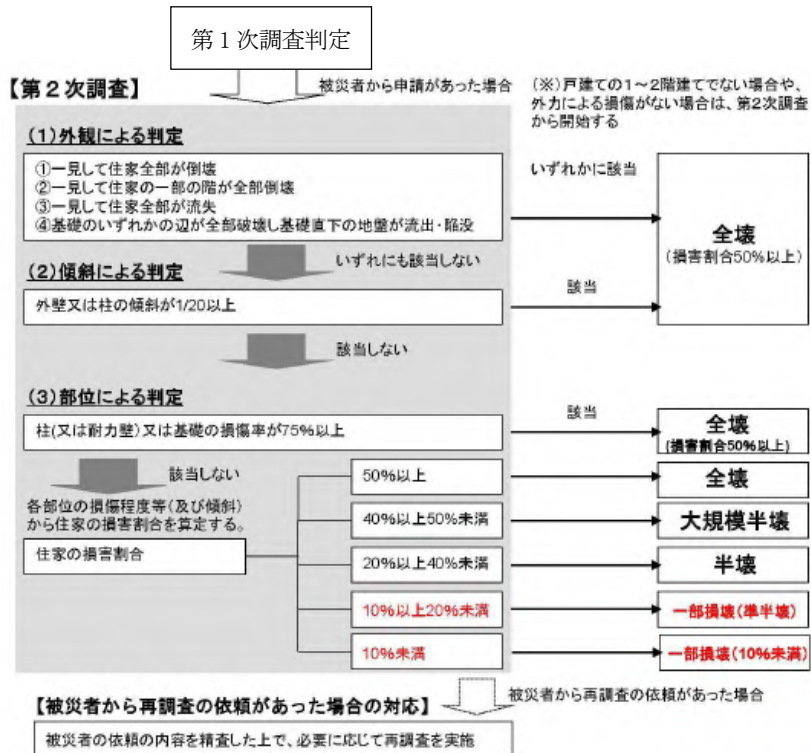 第1次調査判定
【第2次調査】
被災者から申請があった場合
(※)戸建ての1～2階建てでない場合や、
外力による損傷がない場合は、第2次調査
から開始する
(1)外観による判定
①一見して住家全部が倒壊
②一見して住家の一部の階が全部倒壊
③一見して住家全部が流失
④基礎のいずれかの辺が全部破壊し基礎直下の地盤が流出・陥没
いずれかに該当
全壊
(損害割合50%以上)
いずれにも該当しない
(2)傾斜による判定
外壁又は柱の傾斜が1/20以上
該当
該当しない
(3)部位による判定
柱(又は耐力壁)又は基礎の損傷率が75%以上
該当
全壊
(損害割合50%以上)
該当しない
各部位の損傷程度等(及び傾斜)
から住家の損害割合を算定する。
住家の損害割合
50%以上
全壊
40%以上50%未満
大規模半壊
20%以上40%未満
半壊
10%以上20%未満
一部損壊(準半壊)
10%未満
一部損壊(10%未満)
【被災者から再調査の依頼があった場合の対応】
被災者から再調査の依頼があった場合
被災者の依頼の内容を精査した上で、必要に応じて再調査を実施